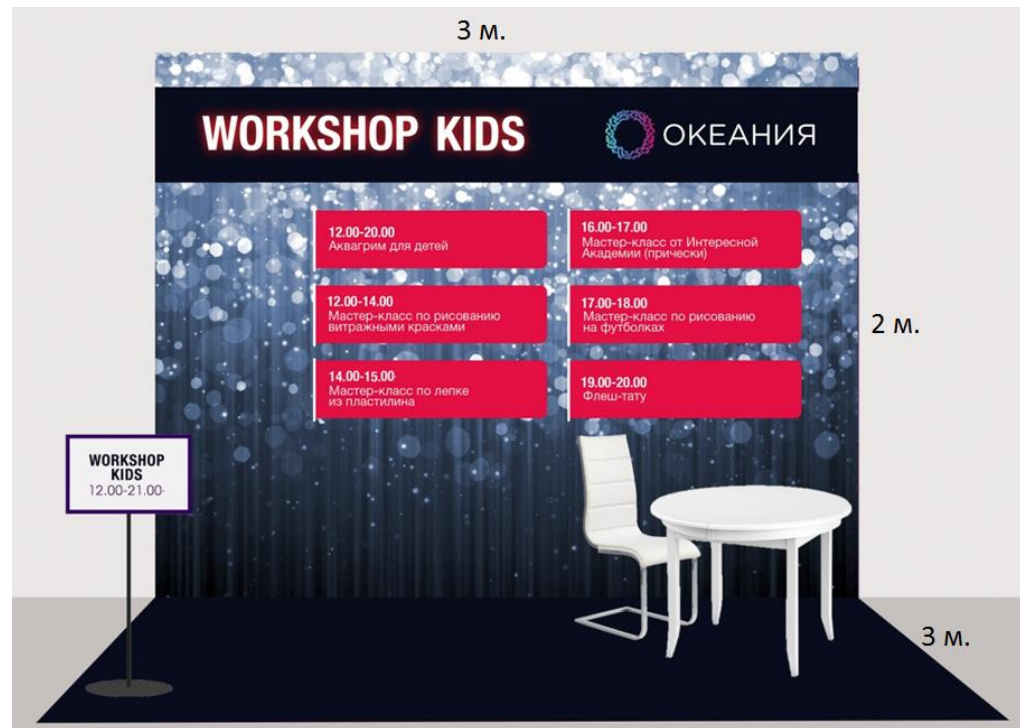 3 м.
WORKSHOP KIDS
ОКЕАНИЯ
12.00-20.00
Аквагрим для детей
12.00-14.00
Мастер-класс по рисованию
витражными красками
14.00-15.00
Мастер-класс по лепке
из пластилина
16.00-17.00
Мастер-класс от Интересной
Академии (прически)
17.00-18.00
Мастер-класс по рисованию
на футболках
19.00-20.00
Флеш-тату
2 м.
WORKSHOP
KIDS
12.00-21.00
3 м.